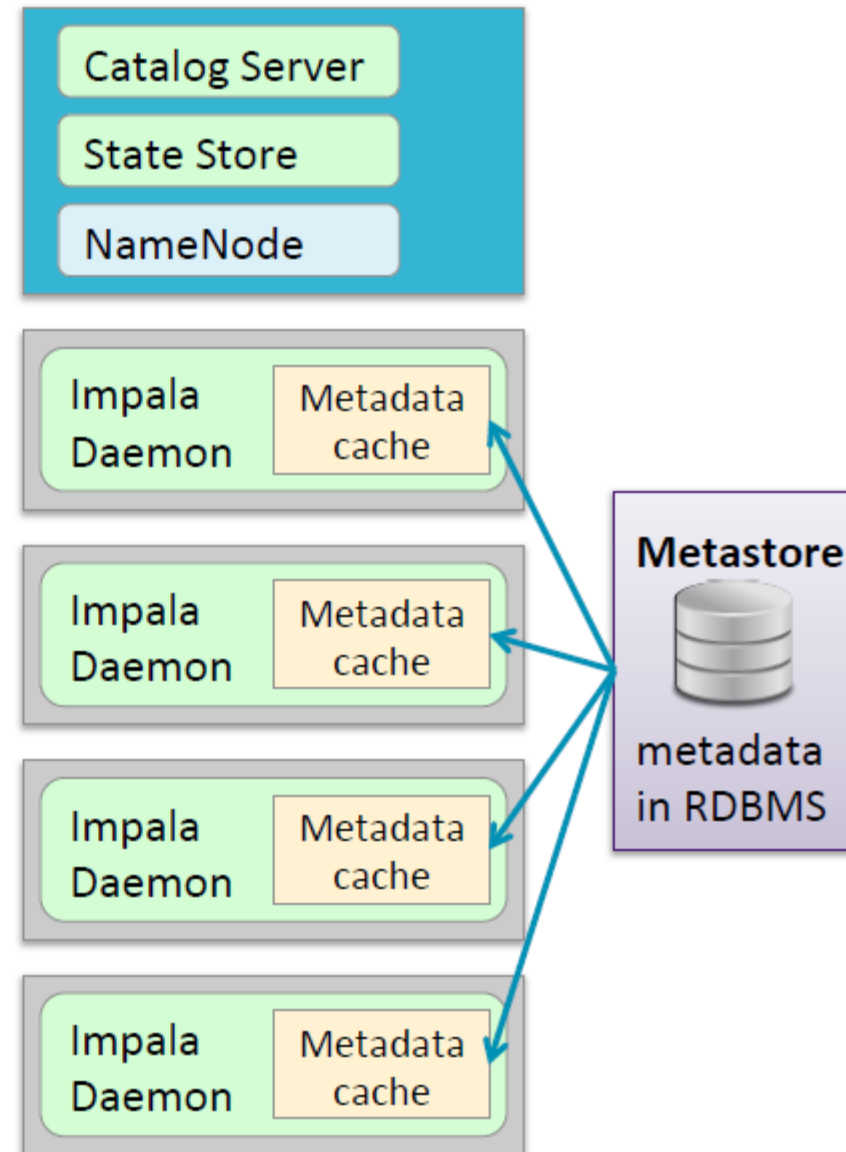 Catalog Server
State Store
NameNode
Impala
Daemon
Metadata
cache
Impala
Daemon
Metadata
cache
Impala
Daemon
Metadata
cache
Impala
Daemon
Metadata
cache
Metastore
metadata
in RDBMS